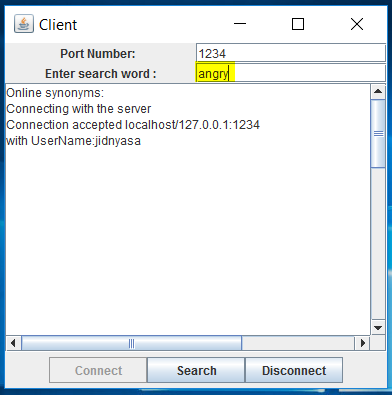 Client
Port Number: 1234
Enter search word : angry
Online synonyms:
Connecting with the server
Connection accepted localhost/127.0.0.1:1234
with UserName:jidnyasa
Connect Search Disconnect